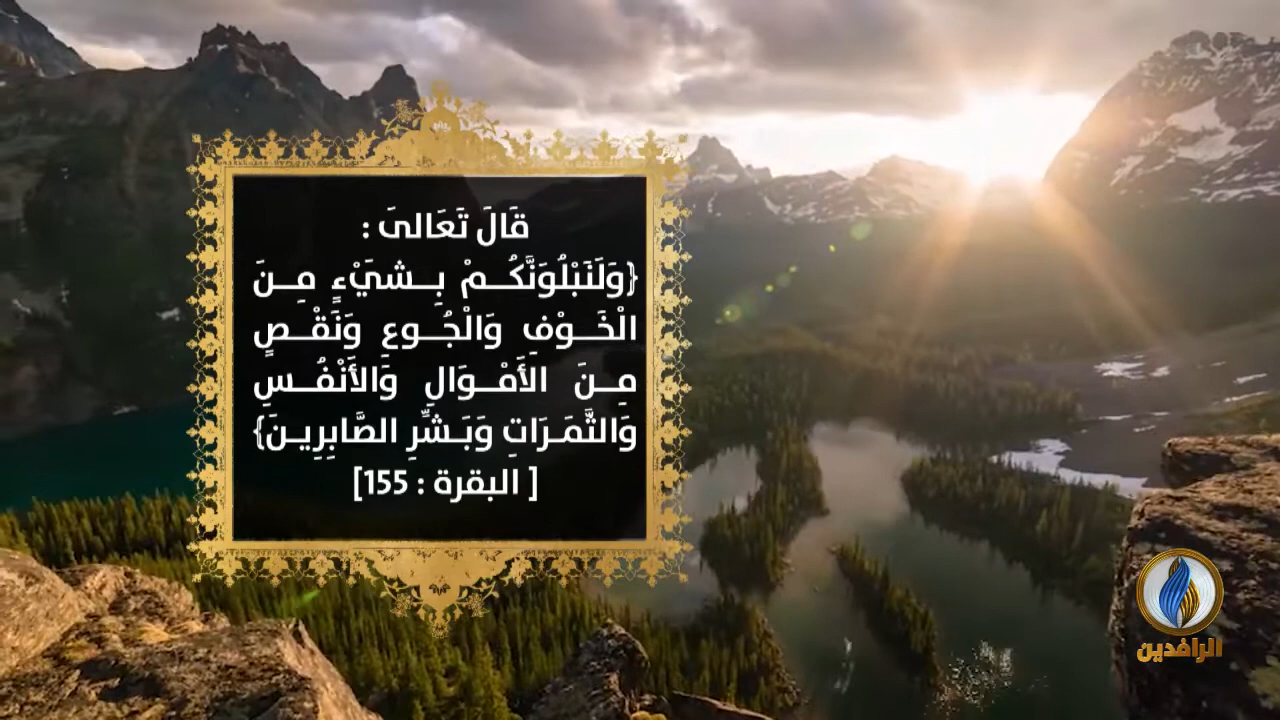 قَالَ تَعَالىَ :
{وَلَنَبْلُوَنَّكُمْ بِشَيْءٍ مِنَ
الْخَوْفِ وَالْجُوعِ وَنَقْصٍ
مِنَ الأَمْوَالِ وَالأَنْفُسِ
وَالثَّمَرَاتِ وَبَشِّرِ الصَّابِرِينَ}
[ البقرة : 155]
الرافدين